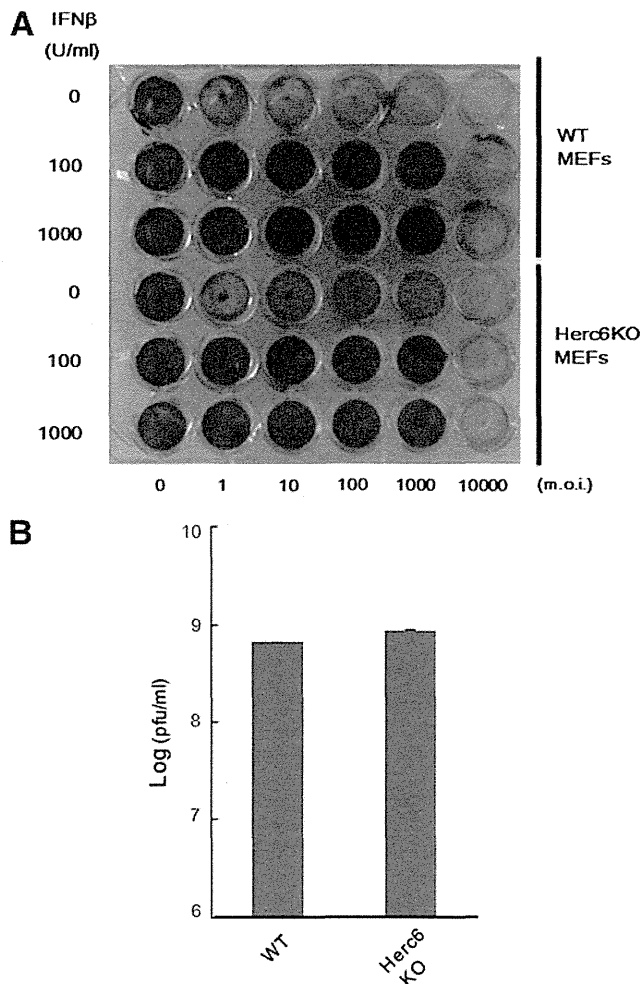 A
IFNβ
(U/ml)
0
100
1000
0
100
1000
WT
MEFs
Herc6KO
MEFs
0 1 10 100 1000 10000 (m.o.i.)
B
10
9
8
7
6
Log (pfu/ml)
WT
Herc6
KO